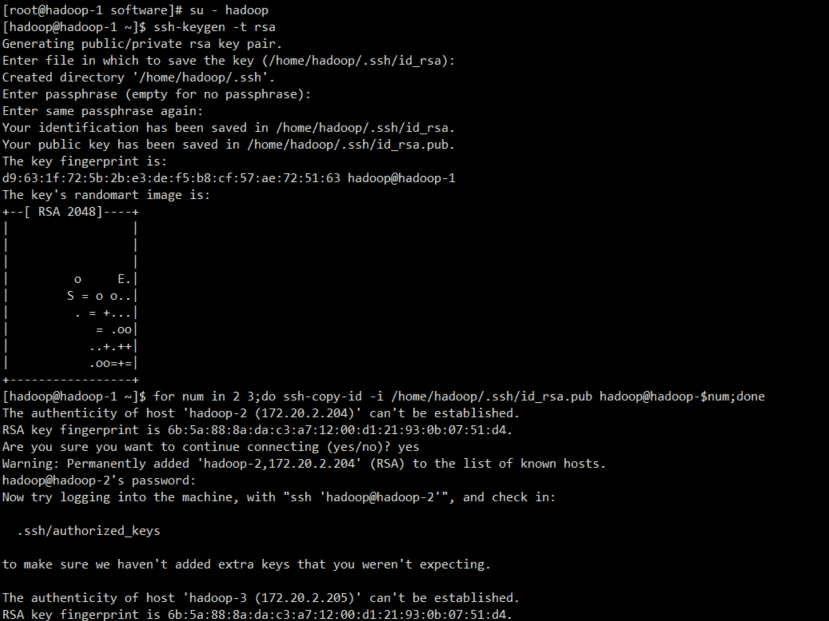 [root@hadoop-1 software]# su - hadoop
[hadoop@hadoop-1 ~]$ ssh-keygen -t rsa
Generating public/private rsa key pair.
Enter file in which to save the key (/home/hadoop/.ssh/id_rsa):
Created directory '/home/hadoop/.ssh'.
Enter passphrase (empty for no passphrase):
Enter same passphrase again:
Your identification has been saved in /home/hadoop/.ssh/id_rsa.
Your public key has been saved in /home/hadoop/.ssh/id_rsa.pub.
The key fingerprint is:
d9:63:1f:72:5b:2b:e3:de:f5:b8:cf:57:ae:72:51:63 hadoop@hadoop-1
The key's randomart image is:
+--[ RSA 2048]----+
|                 |
|                 |
|                 |
|         o     E.|
|        S = o o..|
|         . = +...|
|            = .oo|
|           ..+.++|
|           .oo=+=|
+-----------------+
[hadoop@hadoop-1 ~]$ for num in 2 3;do ssh-copy-id -i /home/hadoop/.ssh/id_rsa.pub hadoop@hadoop-$num;done
The authenticity of host 'hadoop-2 (172.20.2.204)' can't be established.
RSA key fingerprint is 6b:5a:88:8a:da:c3:a7:12:00:d1:21:93:0b:07:51:d4.
Are you sure you want to continue connecting (yes/no)? yes
Warning: Permanently added 'hadoop-2,172.20.2.204' (RSA) to the list of known hosts.
hadoop@hadoop-2's password:
Now try logging into the machine, with "ssh 'hadoop@hadoop-2'", and check in:
.ssh/authorized_keys
to make sure we haven't added extra keys that you weren't expecting.
The authenticity of host 'hadoop-3 (172.20.2.205)' can't be established.
RSA key fingerprint is 6b:5a:88:8a:da:c3:a7:12:00:d1:21:93:0b:07:51:d4.